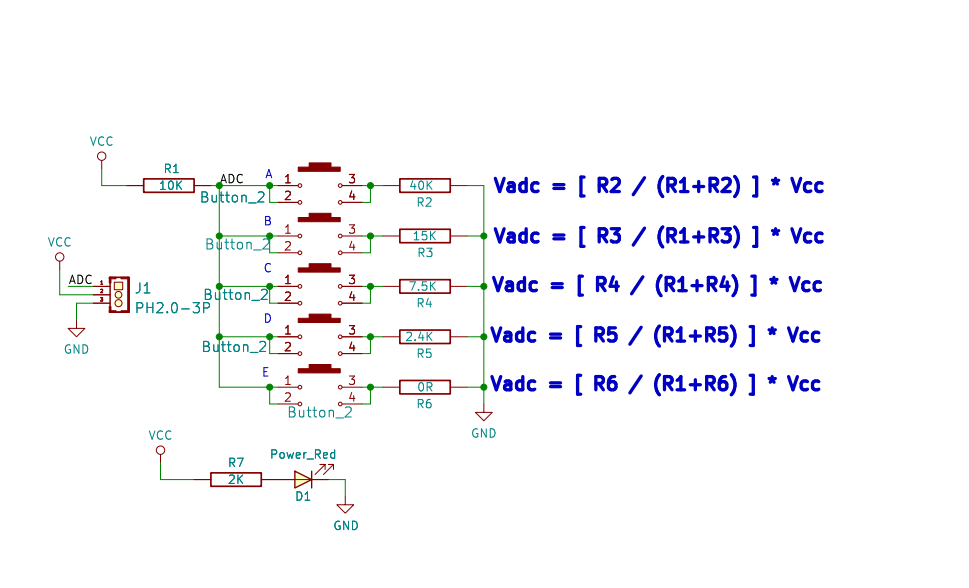 VCC
R1
10K
ADC
A
1
2
3
4
Button_2
40K
R2
Vadc = [ R2 / (R1+R2) ] * Vcc
B
1
2
3
4
Button_2
15K
R3
Vadc = [ R3 / (R1+R3) ] * Vcc
VCC
ADC
1
2
3
J1
PH2.0-3P
GND
C
1
2
3
4
Button_2
7.5K
R4
Vadc = [ R4 / (R1+R4) ] * Vcc
D
1
2
3
4
Button_2
2.4K
R5
Vadc = [ R5 / (R1+R5) ] * Vcc
E
1
2
3
4
Button_2
0R
R6
Vadc = [ R6 / (R1+R6) ] * Vcc
GND
VCC
R7
2K
Power_Red
D1
GND